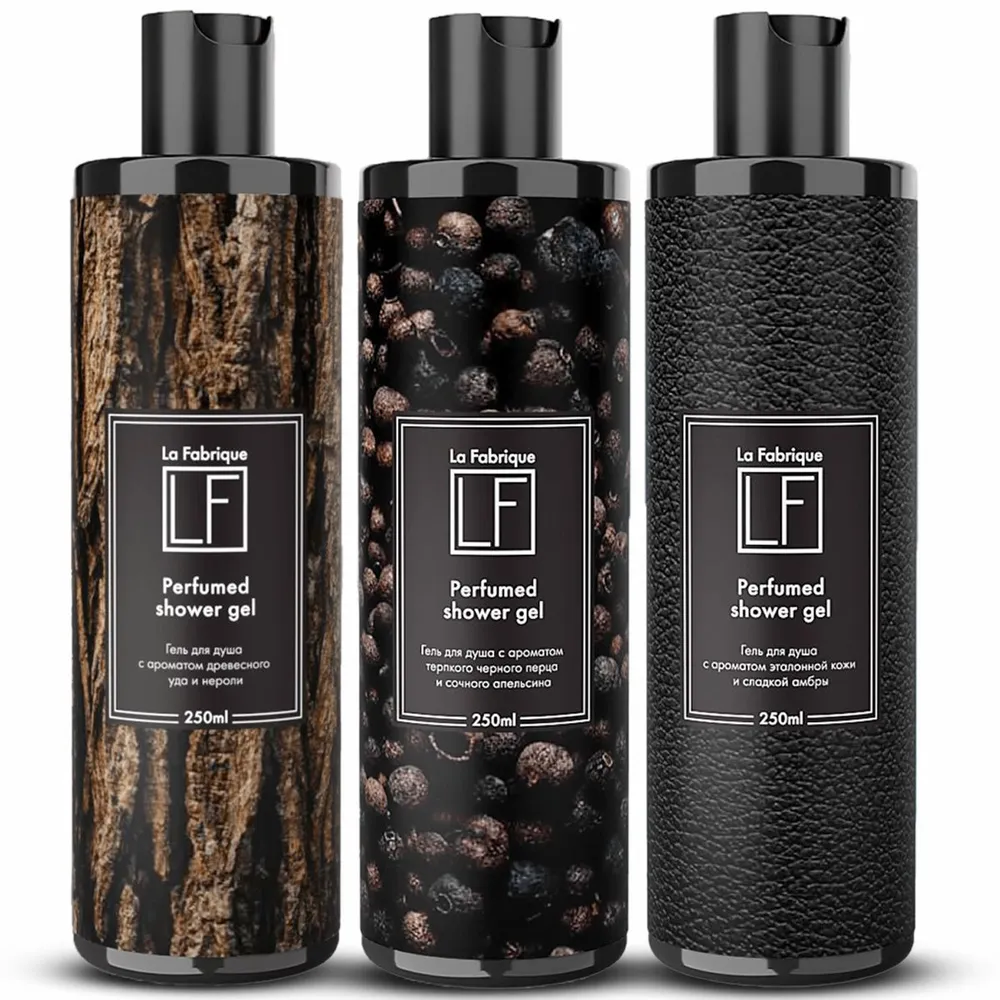 La Fabrique
LF
Perfumed
shower gel
Гель для душа
с ароматом древесного
уда и нероли
250ml
La Fabrique
LF
Perfumed
shower gel
Гель для душа с ароматом
терпкого черного перца
и сочного апельсина
250ml
La Fabrique
LF
Perfumed
shower gel
Гель для душа
с ароматом эталонной кожи
и сладкой амбры
250ml